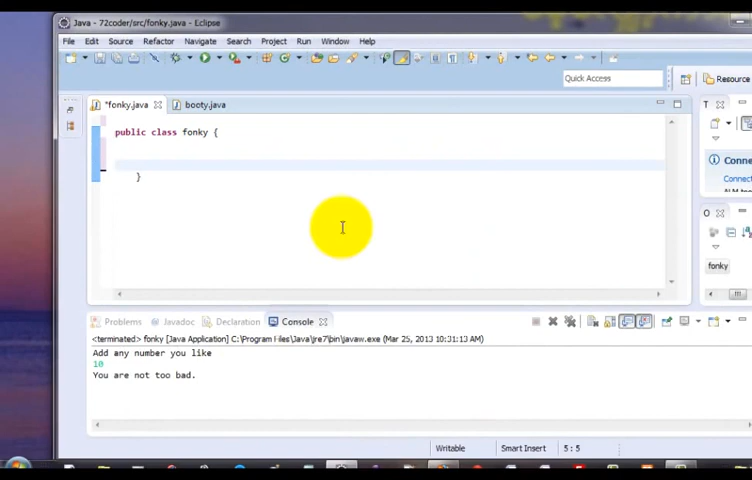 Java - 72coder/src/fonky.java - Eclipse
File Edit Source Refactor Navigate Search Project Run Window Help
Quick Access
Resource
*fonky.java booty.java
public class fonky {
}
T
Conne
Connect
O
fonky
Problems Javadoc Declaration Console
<terminated> fonky [Java Application] C:\Program Files\Java\jre7\bin\javaw.exe (Mar 25, 2013 10:31:13 AM)
Add any number you like
10
You are not too bad.
Writable Smart Insert 5 : 5